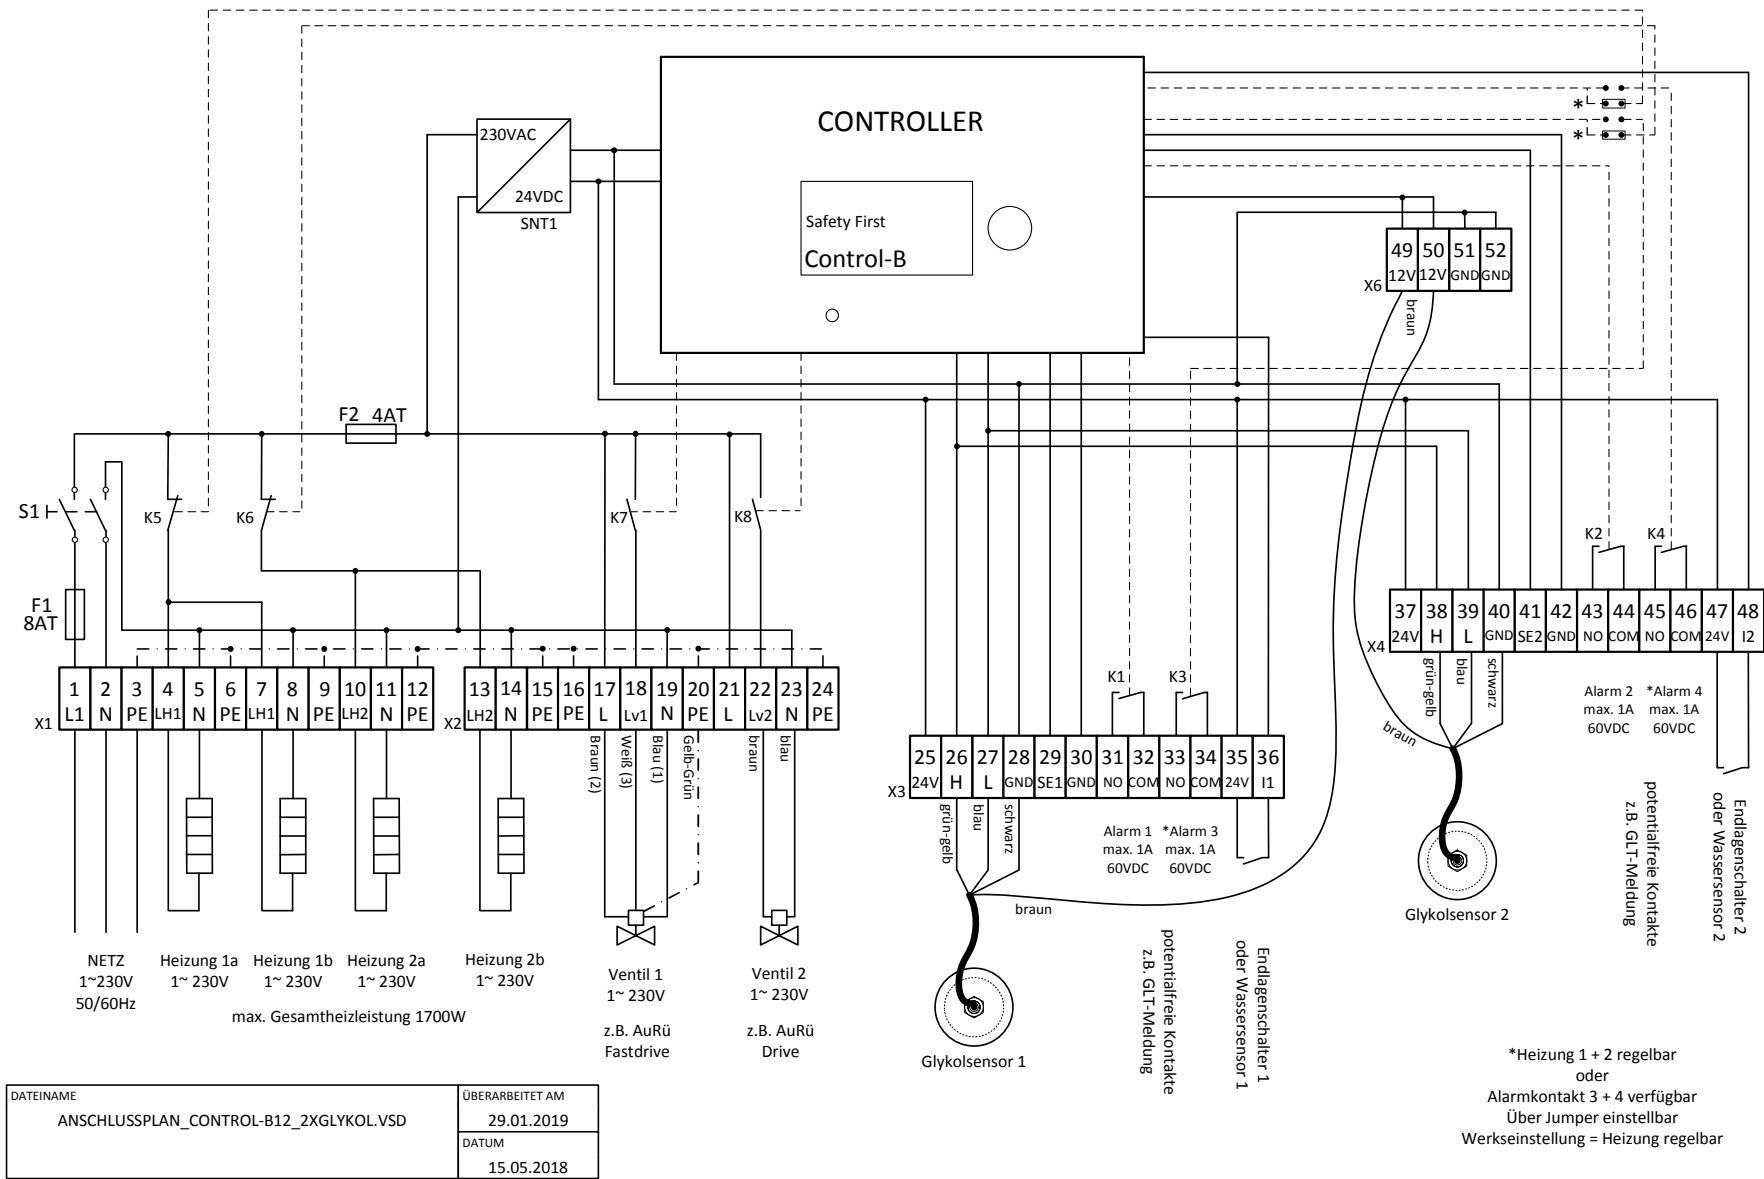 CONTROLLER
Safety First
Control-B
230VAC
24VDC
SNT1
*
*
49 50 51 52
12V 12V GND GND
X6
braun
F2 4AT
S1
K5
K6
K7
K8
F1
8AT
K2
K4
37 38 39 40 41 42 43 44 45 46 47 48
24V H L GND SE2 GND NO COM NO COM 24V I2
X4
grün-gelb
blau
schwarz
braun
Alarm 2
max. 1A
60VDC
*Alarm 4
max. 1A
60VDC
potentialfreie Kontakte
z.B. GLT-Meldung
Endlagenschalter 2
oder Wassersensor 2
Glykolsensor 2
1 2 3 4 5 6 7 8 9 10 11 12
L1 N PE LH1 N PE LH1 N PE LH2 N PE
X1
13 14 15 16 17 18 19 20 21 22 23 24
LH2 N PE PE L Lv1 N PE L Lv2 N PE
X2
Braun (2)
Weiß (3)
Blau (1)
Gelb-Grün
braun
blau
K1
K3
25 26 27 28 29 30 31 32 33 34 35 36
24V H L GND SE1 GND NO COM NO COM 24V I1
X3
grün-gelb
blau
schwarz
braun
Alarm 1
max. 1A
60VDC
*Alarm 3
max. 1A
60VDC
potentialfreie Kontakte
z.B. GLT-Meldung
Endlagenschalter 1
oder Wassersensor 1
Glykolsensor 1
NETZ
1~230V
50/60Hz
Heizung 1a
1~ 230V
Heizung 1b
1~ 230V
Heizung 2a
1~ 230V
Heizung 2b
1~ 230V
max. Gesamtheizleistung 1700W
Ventil 1
1~ 230V
z.B. AuRü
Fastdrive
Ventil 2
1~ 230V
z.B. AuRü
Drive
*Heizung 1 + 2 regelbar
oder
Alarmkontakt 3 + 4 verfügbar
Über Jumper einstellbar
Werkseinstellung = Heizung regelbar
DATEINAME
ANSCHLUSSPLAN_CONTROL-B12_2XGLYKOL.VSD
ÜBERARBEITET AM
29.01.2019
DATUM
15.05.2018